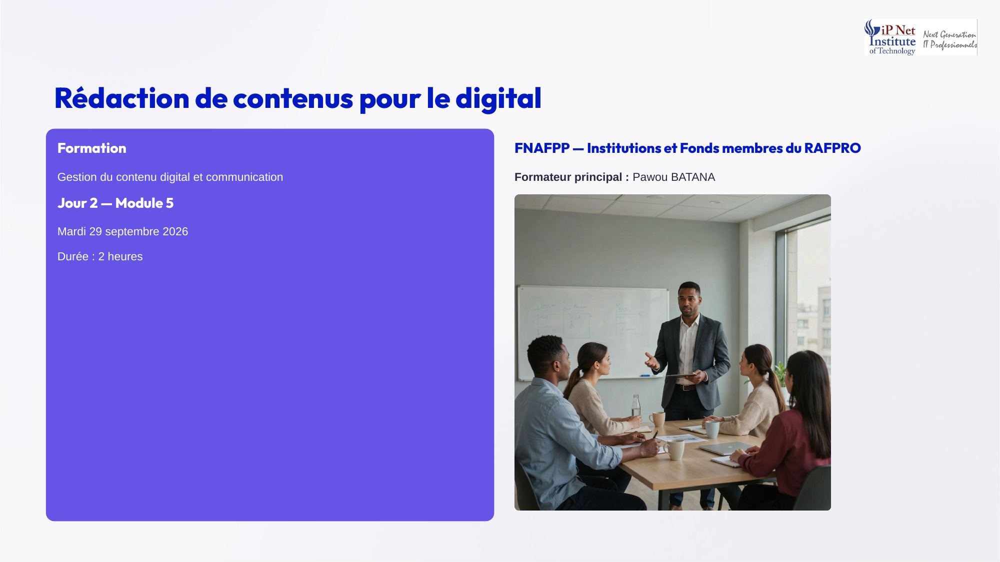 iP Net
Institute
of Technology
Next Generation
IT Professionnels
Rédaction de contenus pour le digital
Formation
Gestion du contenu digital et communication
Jour 2 — Module 5
Mardi 29 septembre 2026
Durée : 2 heures
FNAFPP — Institutions et Fonds membres du RAFPRO
Formateur principal : Pawou BATANA